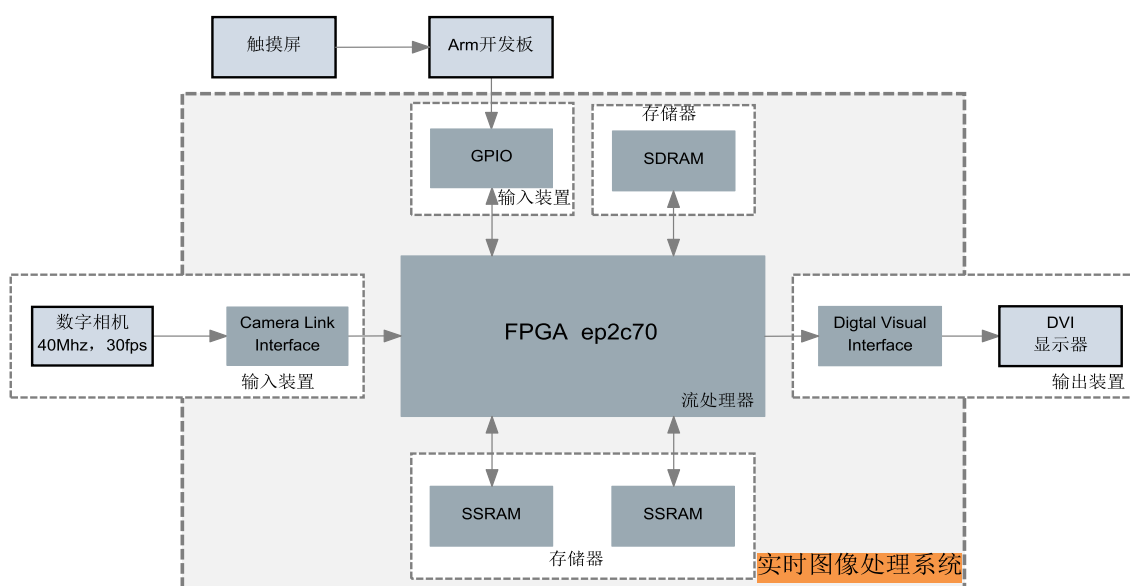 触摸屏
Arm开发板
存储器
GPIO
SDRAM
输入装置
数字相机
40Mhz，30fps
Camera Link
Interface
输入装置
FPGA ep2c70
流处理器
Digtal Visual
Interface
DVI
显示器
输出装置
SSRAM
SSRAM
存储器
实时图像处理系统